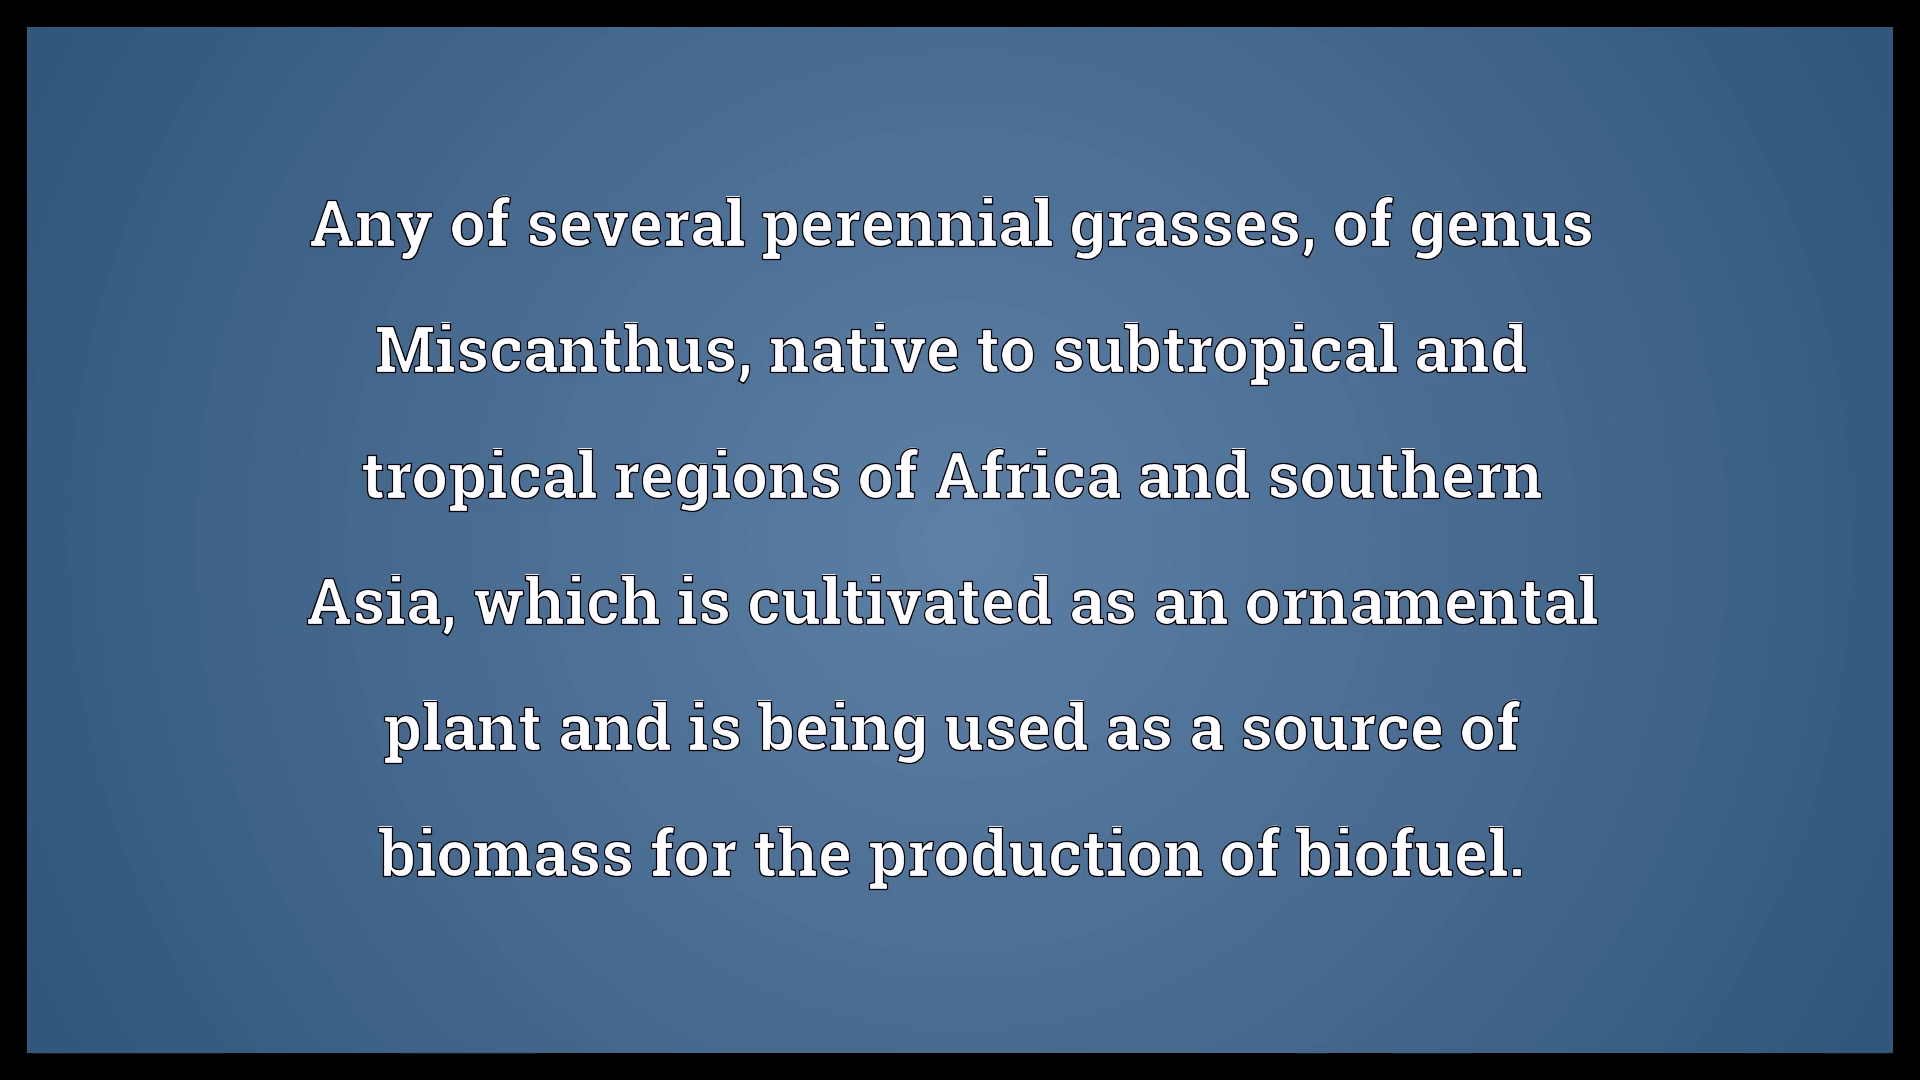 Any of several perennial grasses, of genus
Miscanthus, native to subtropical and
tropical regions of Africa and southern
Asia, which is cultivated as an ornamental
plant and is being used as a source of
biomass for the production of biofuel.